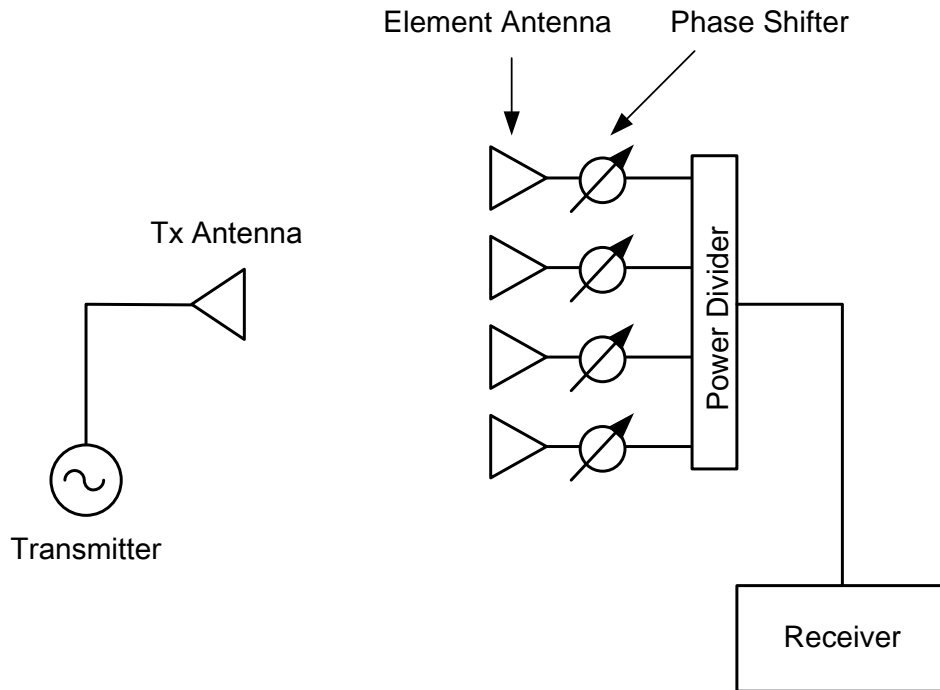 Element Antenna
Phase Shifter
Tx Antenna
Power Divider
Transmitter
Receiver